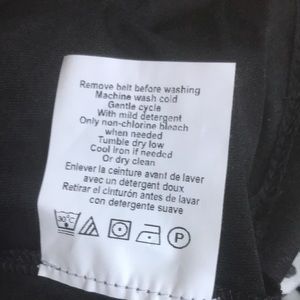 Remove belt before washing
Machine wash cold
Gentle cycle
With mild detergent
Only non-chlorine bleach
when needed
Tumble dry low
Cool iron if needed
Or dry clean
Enlever la ceinture avant de laver
avec un détergent doux
Retirar el cinturón antes de lavar
con detergente suave
30°C P